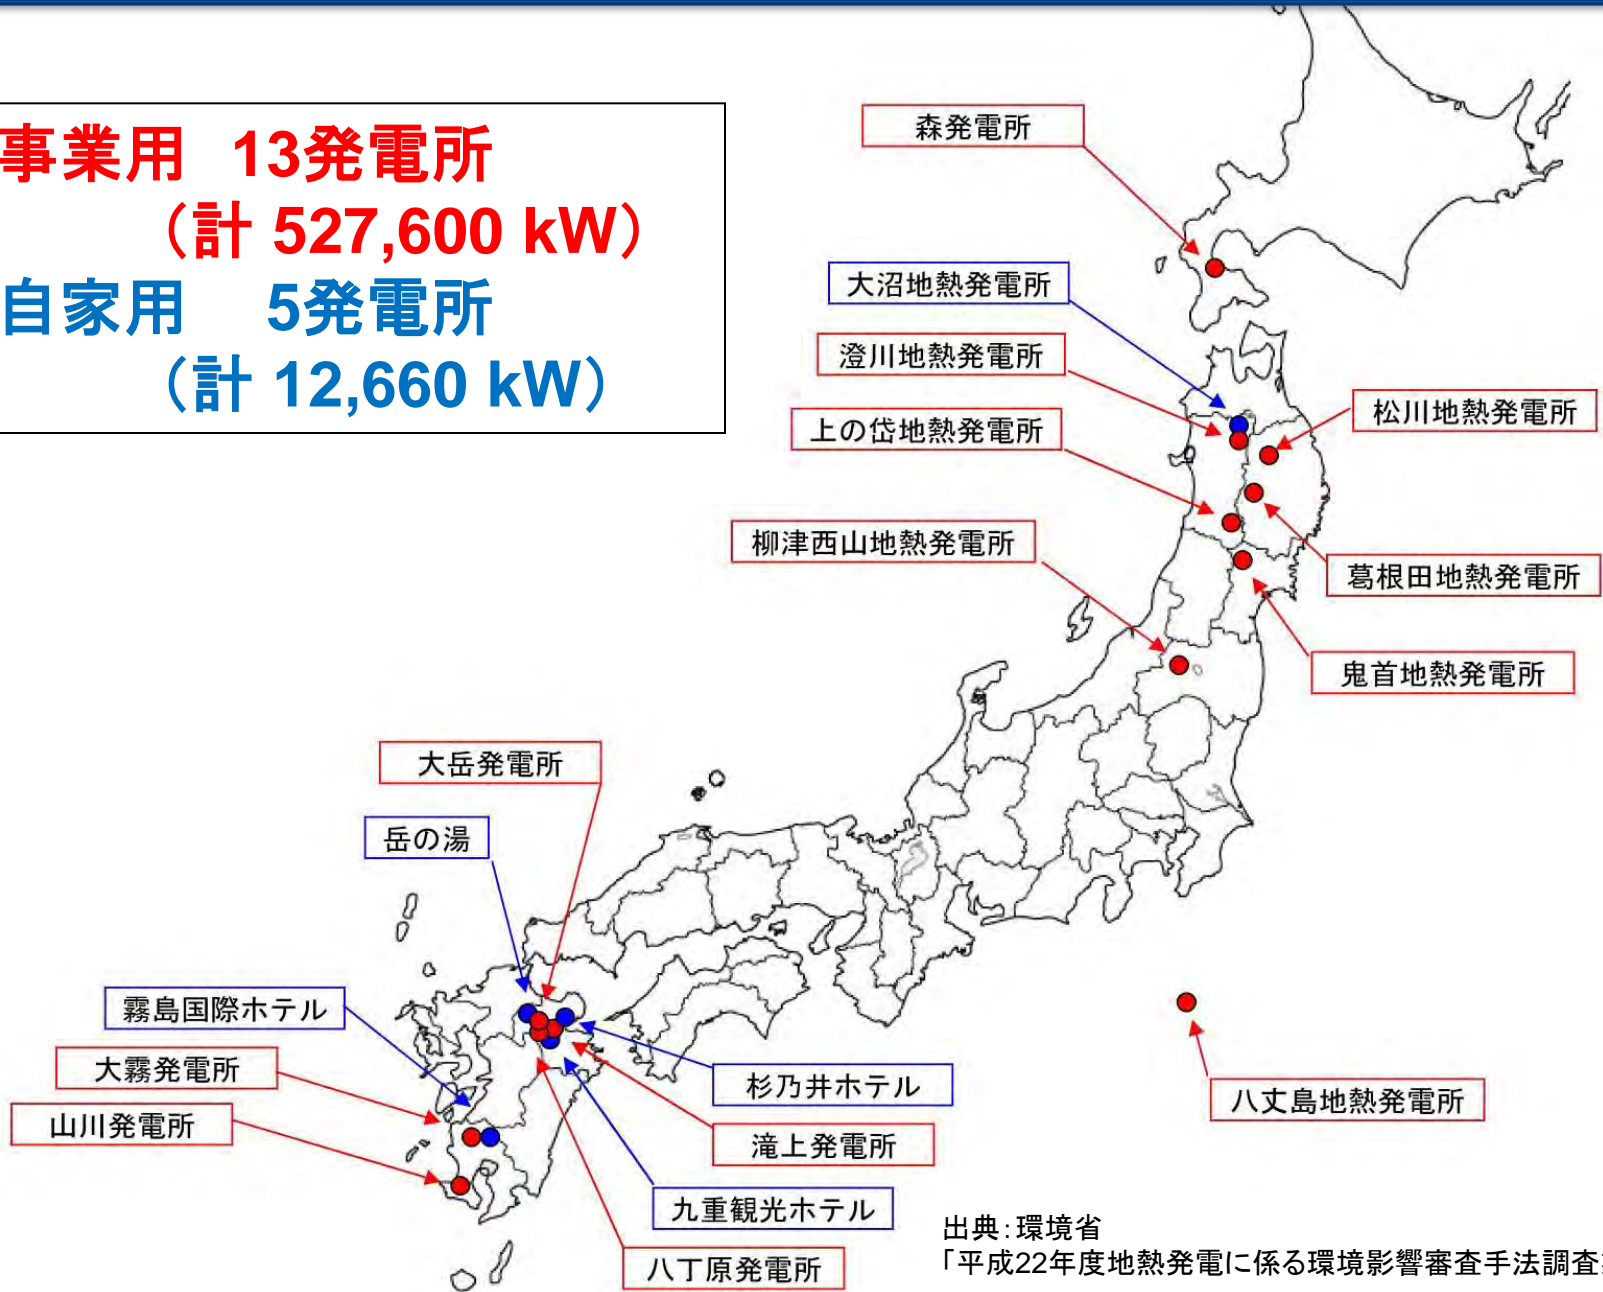 事業用 13発電所
（計 527,600 kW）
自家用 5発電所
（計 12,660 kW）
森発電所
大沼地熱発電所
澄川地熱発電所
松川地熱発電所
上の岱地熱発電所
柳津西山地熱発電所
葛根田地熱発電所
鬼首地熱発電所
大岳発電所
岳の湯
霧島国際ホテル
大霧発電所
杉乃井ホテル
八丈島地熱発電所
山川発電所
滝上発電所
九重観光ホテル
八丁原発電所
出典：環境省
「平成22年度地熱発電に係る環境影響審査手法調査